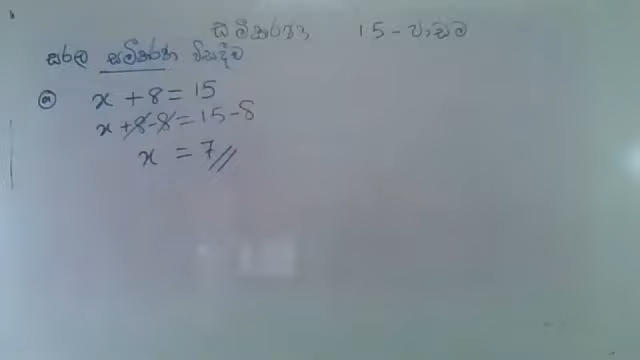 සමීකරණ 15-පාඩම
සරල සමීකරණ විසඳීම
x + 8 = 15
x + 8 - 8 = 15 - 8
x = 7